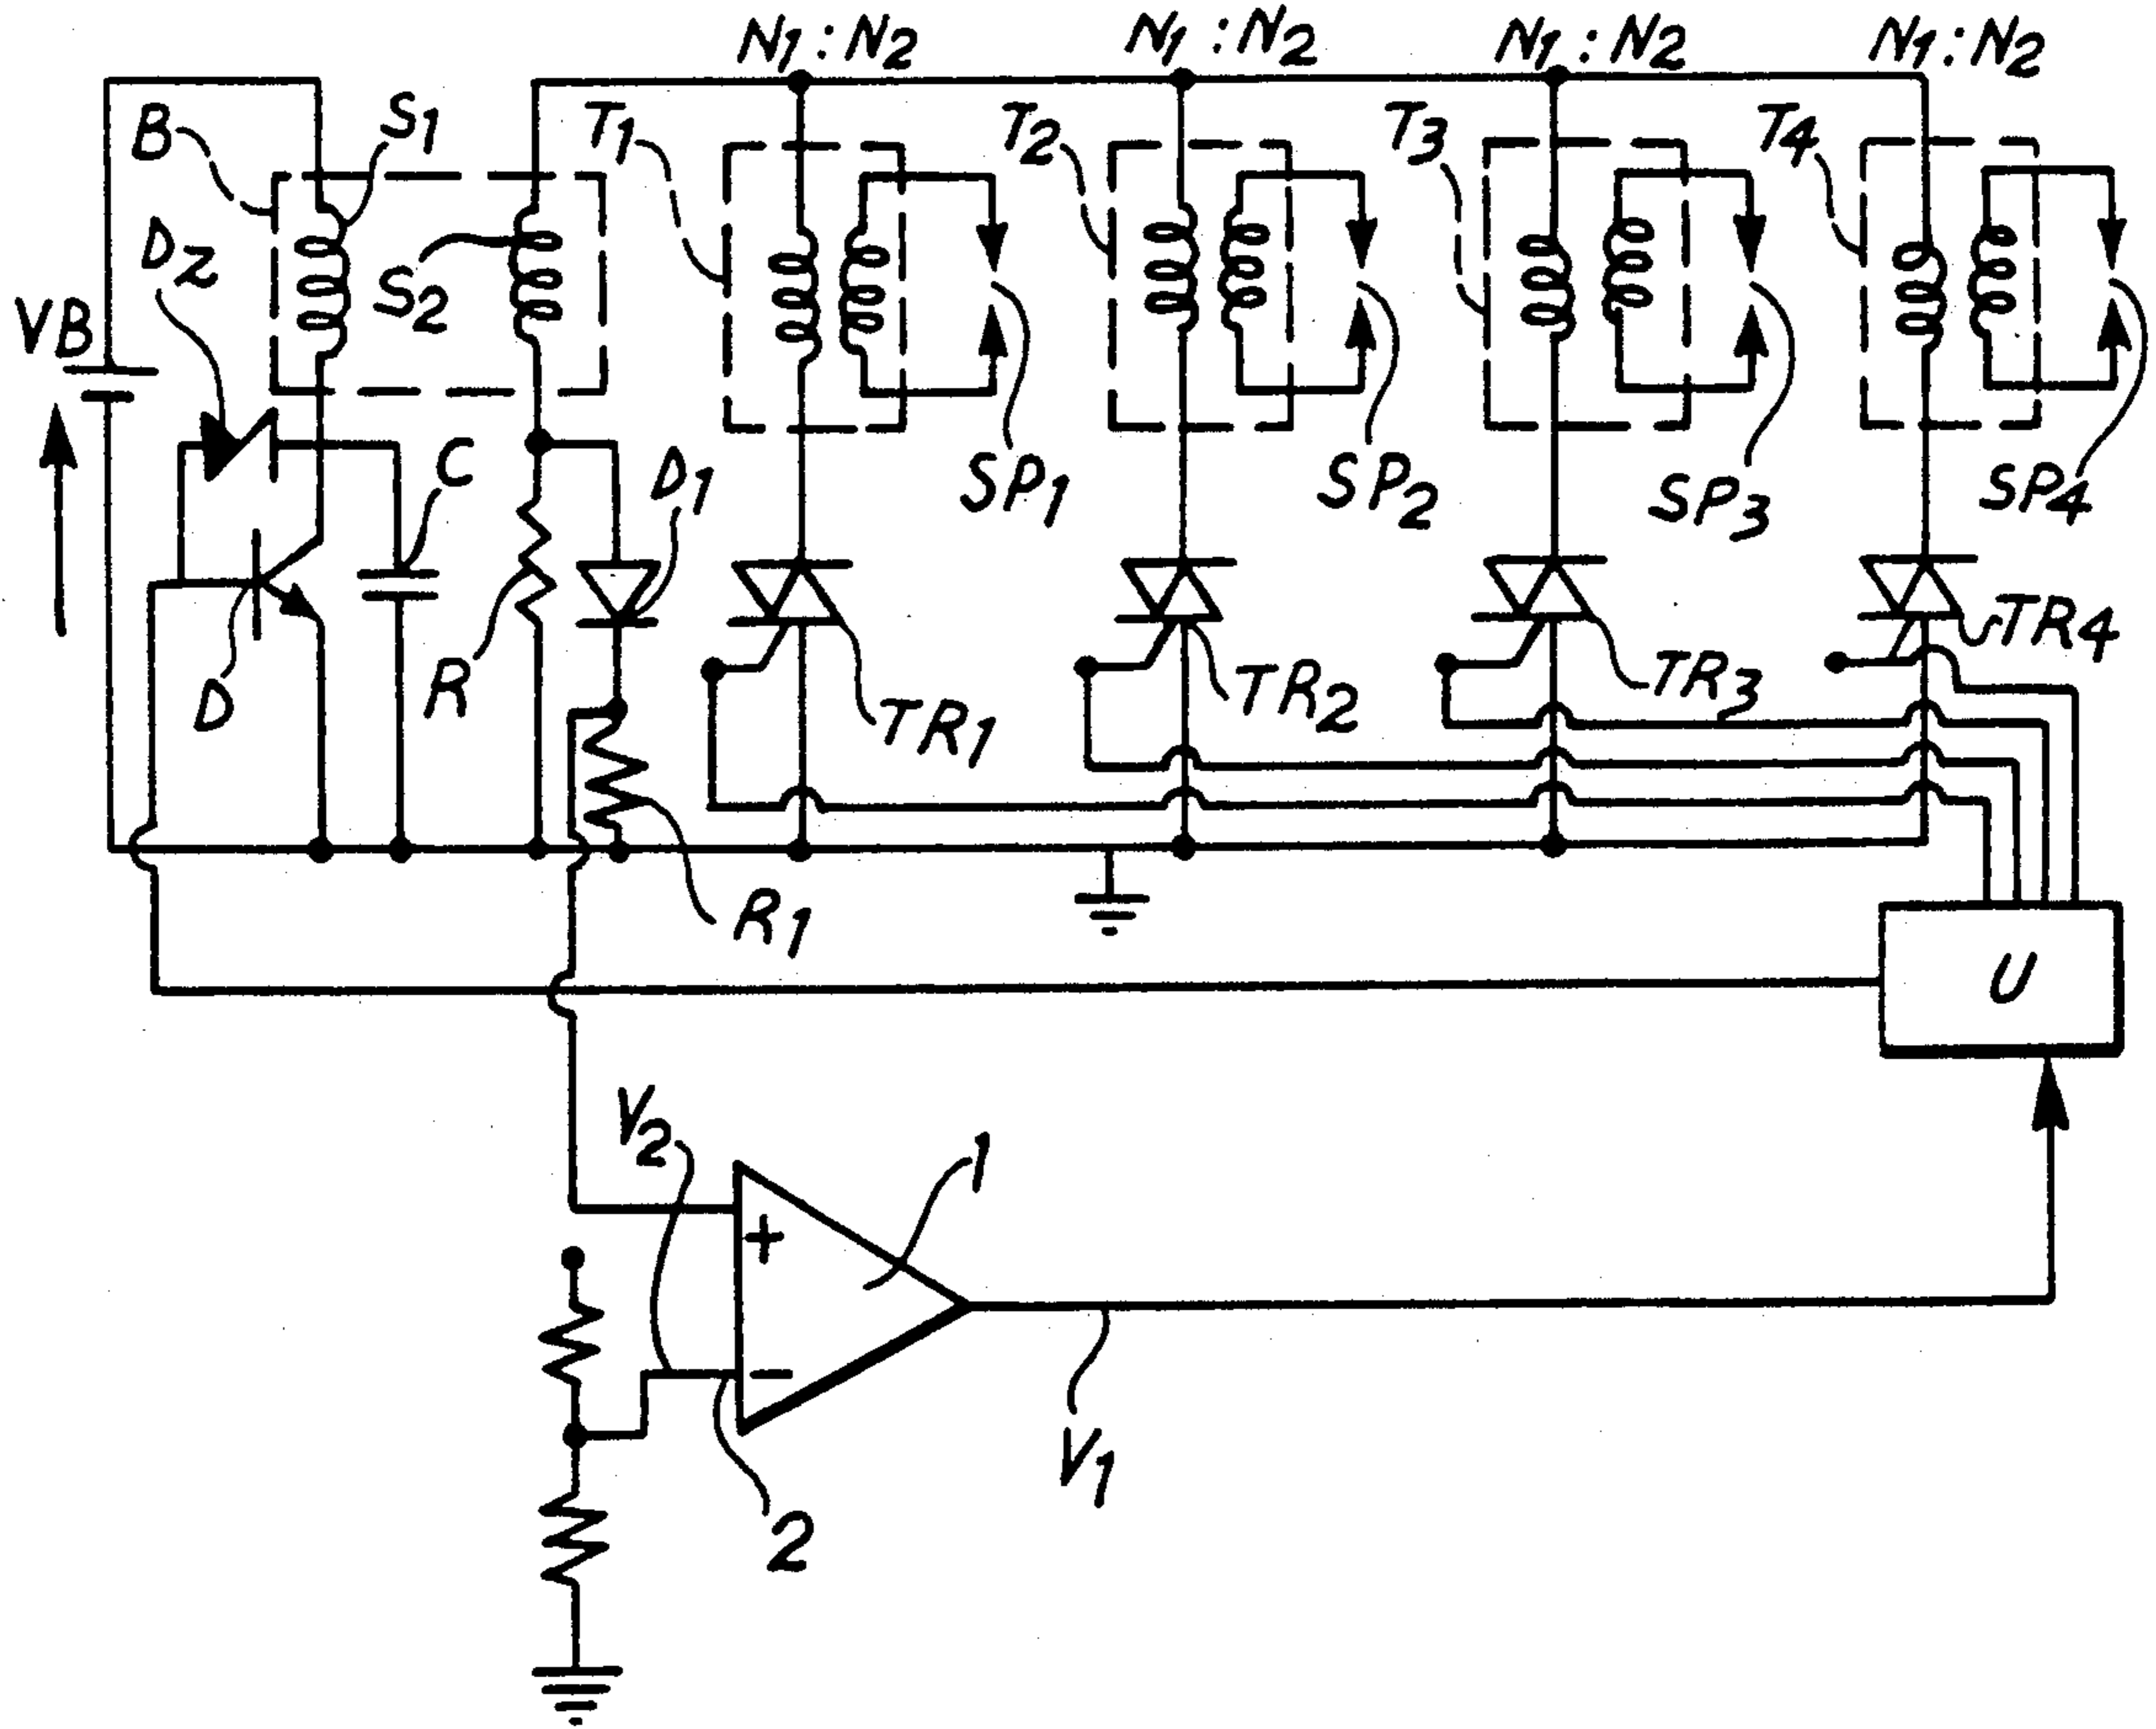 N1:N2
N1:N2
N1:N2
N1:N2
B
S1
T1
T2
T3
T4
DZ
S2
VB
C
D1
SP1
SP2
SP3
SP4
D
R
TR1
TR2
TR3
TR4
R1
U
V2
1
+
−
V1
2